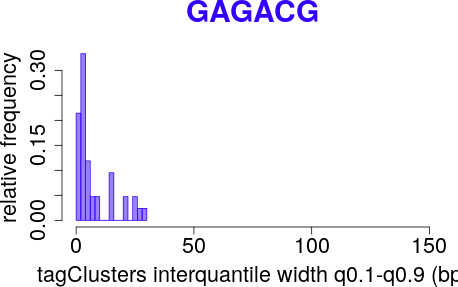 GAGACG
relative frequency
0.00 0.15 0.30
0 50 100 150
tagClusters interquantile width q0.1-q0.9 (bp